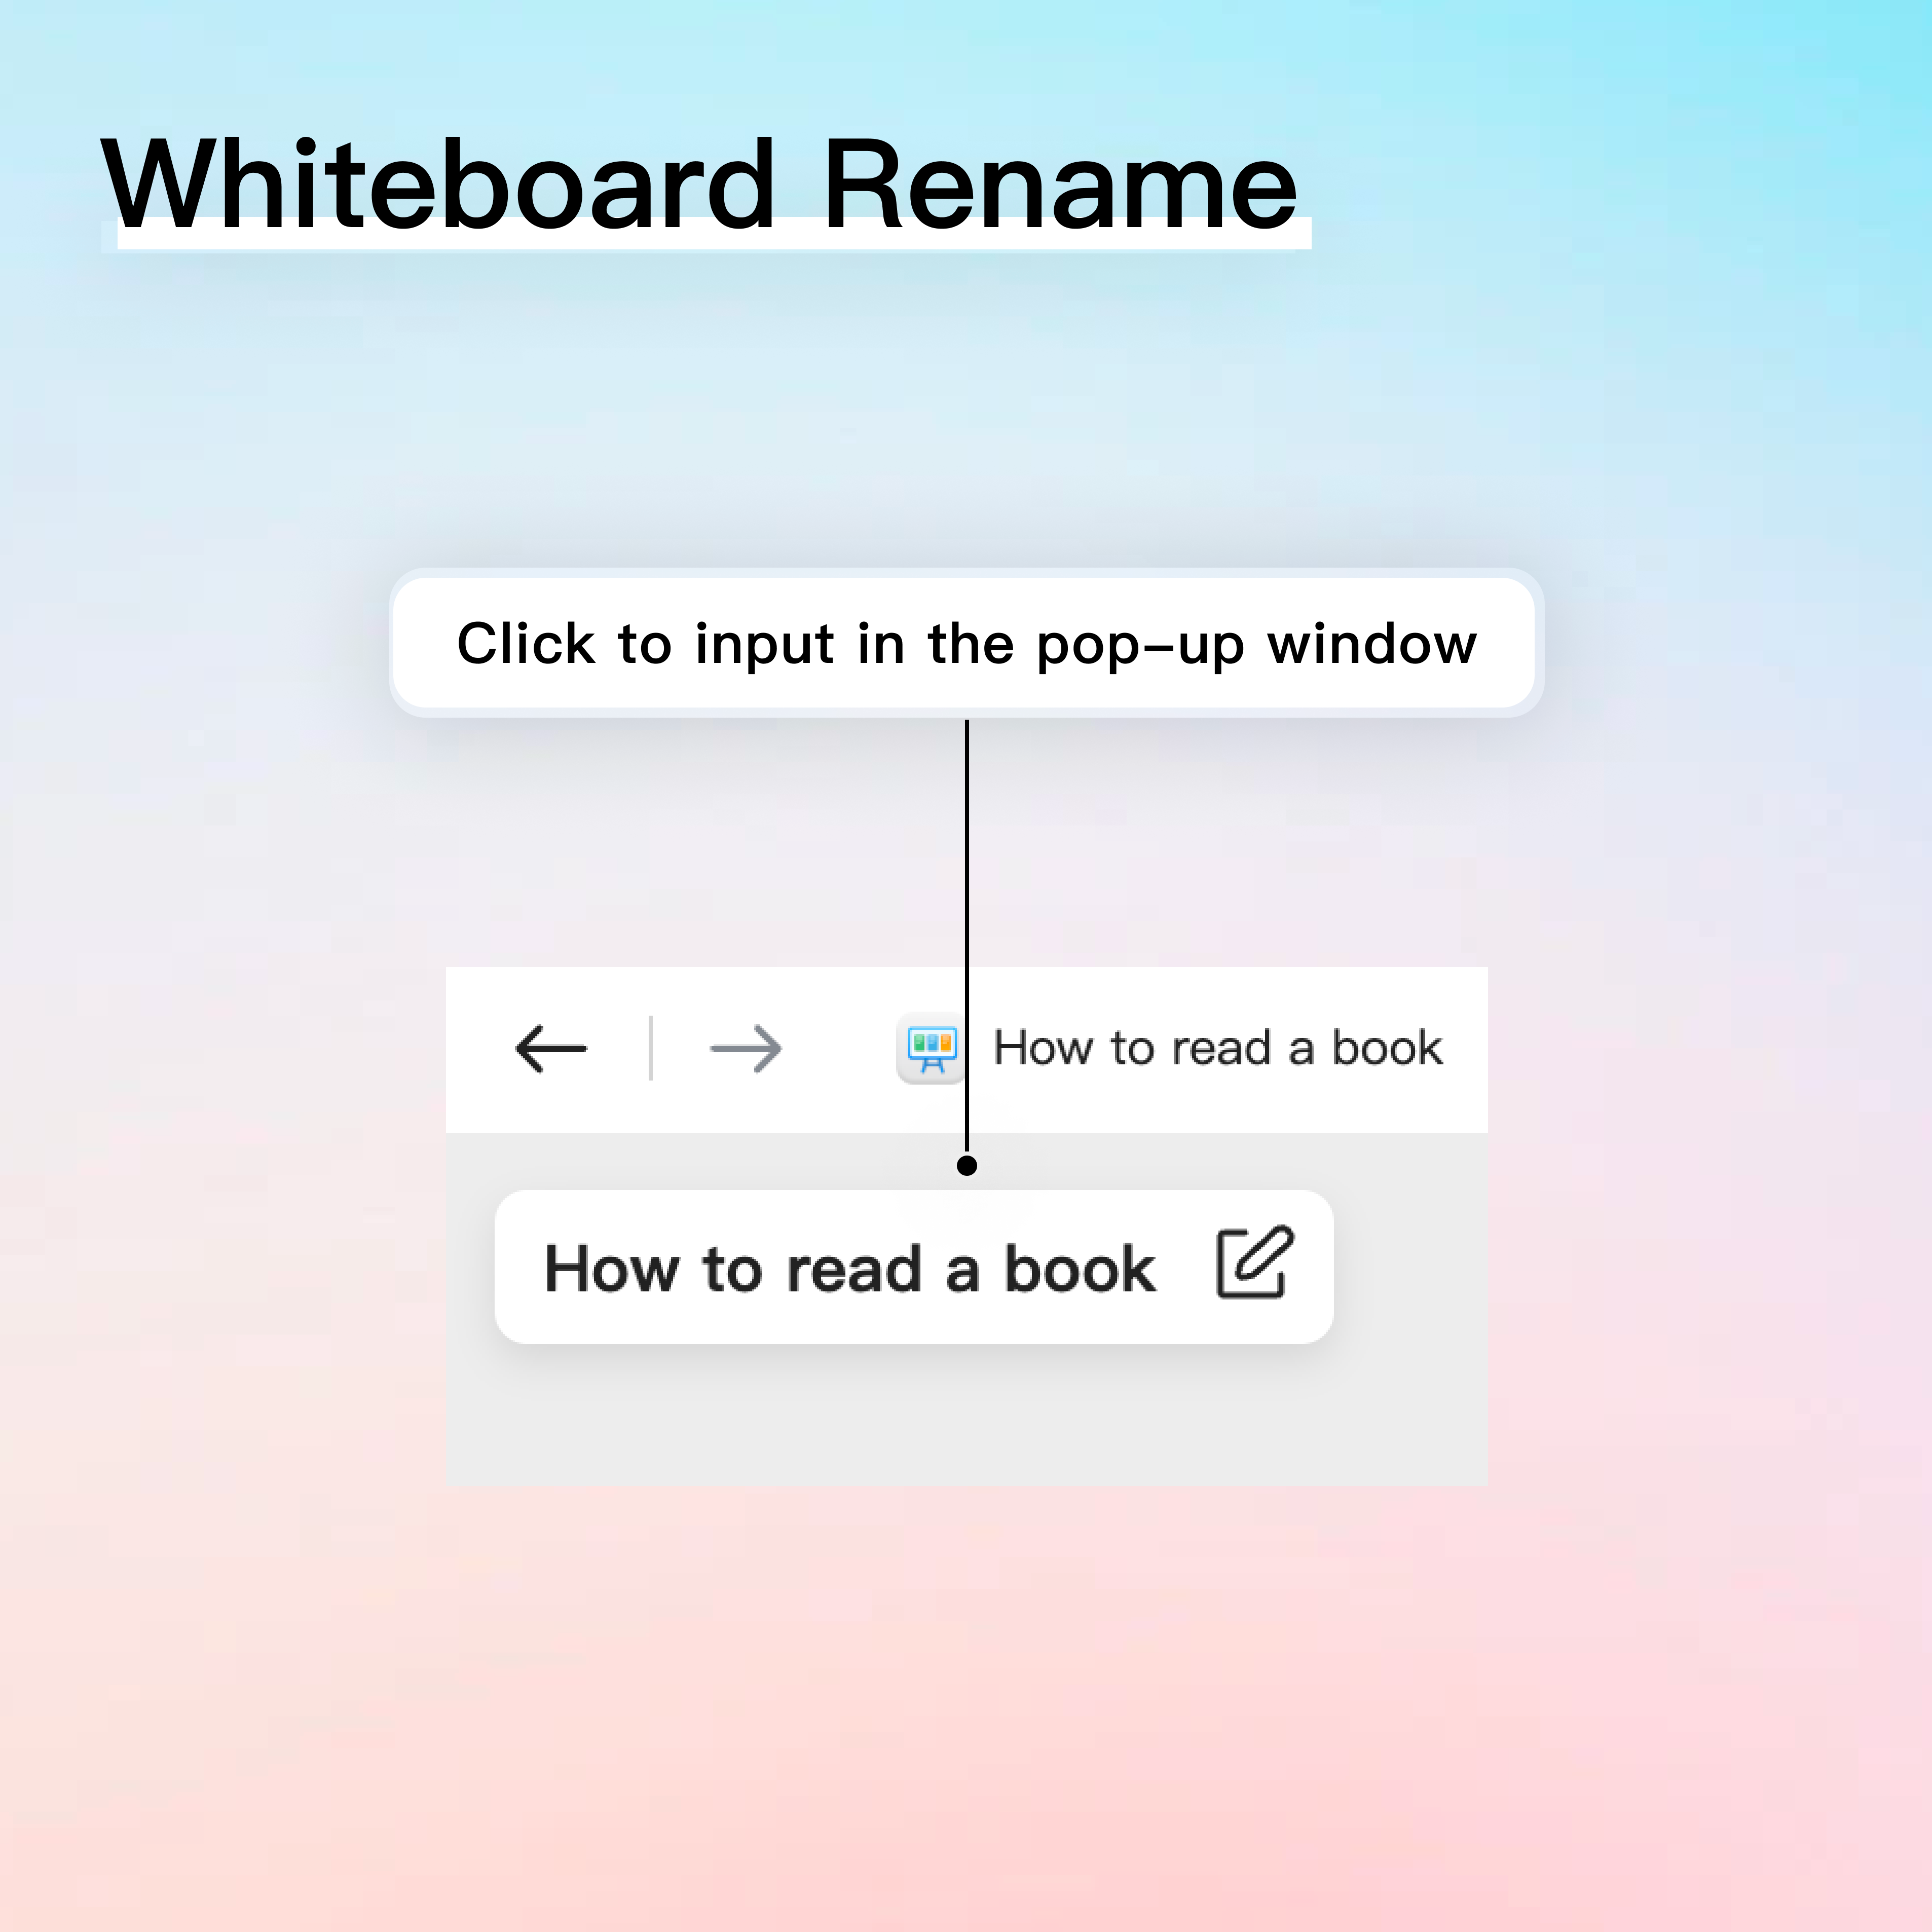 Whiteboard Rename
Click to input in the pop-up window
How to read a book
How to read a book